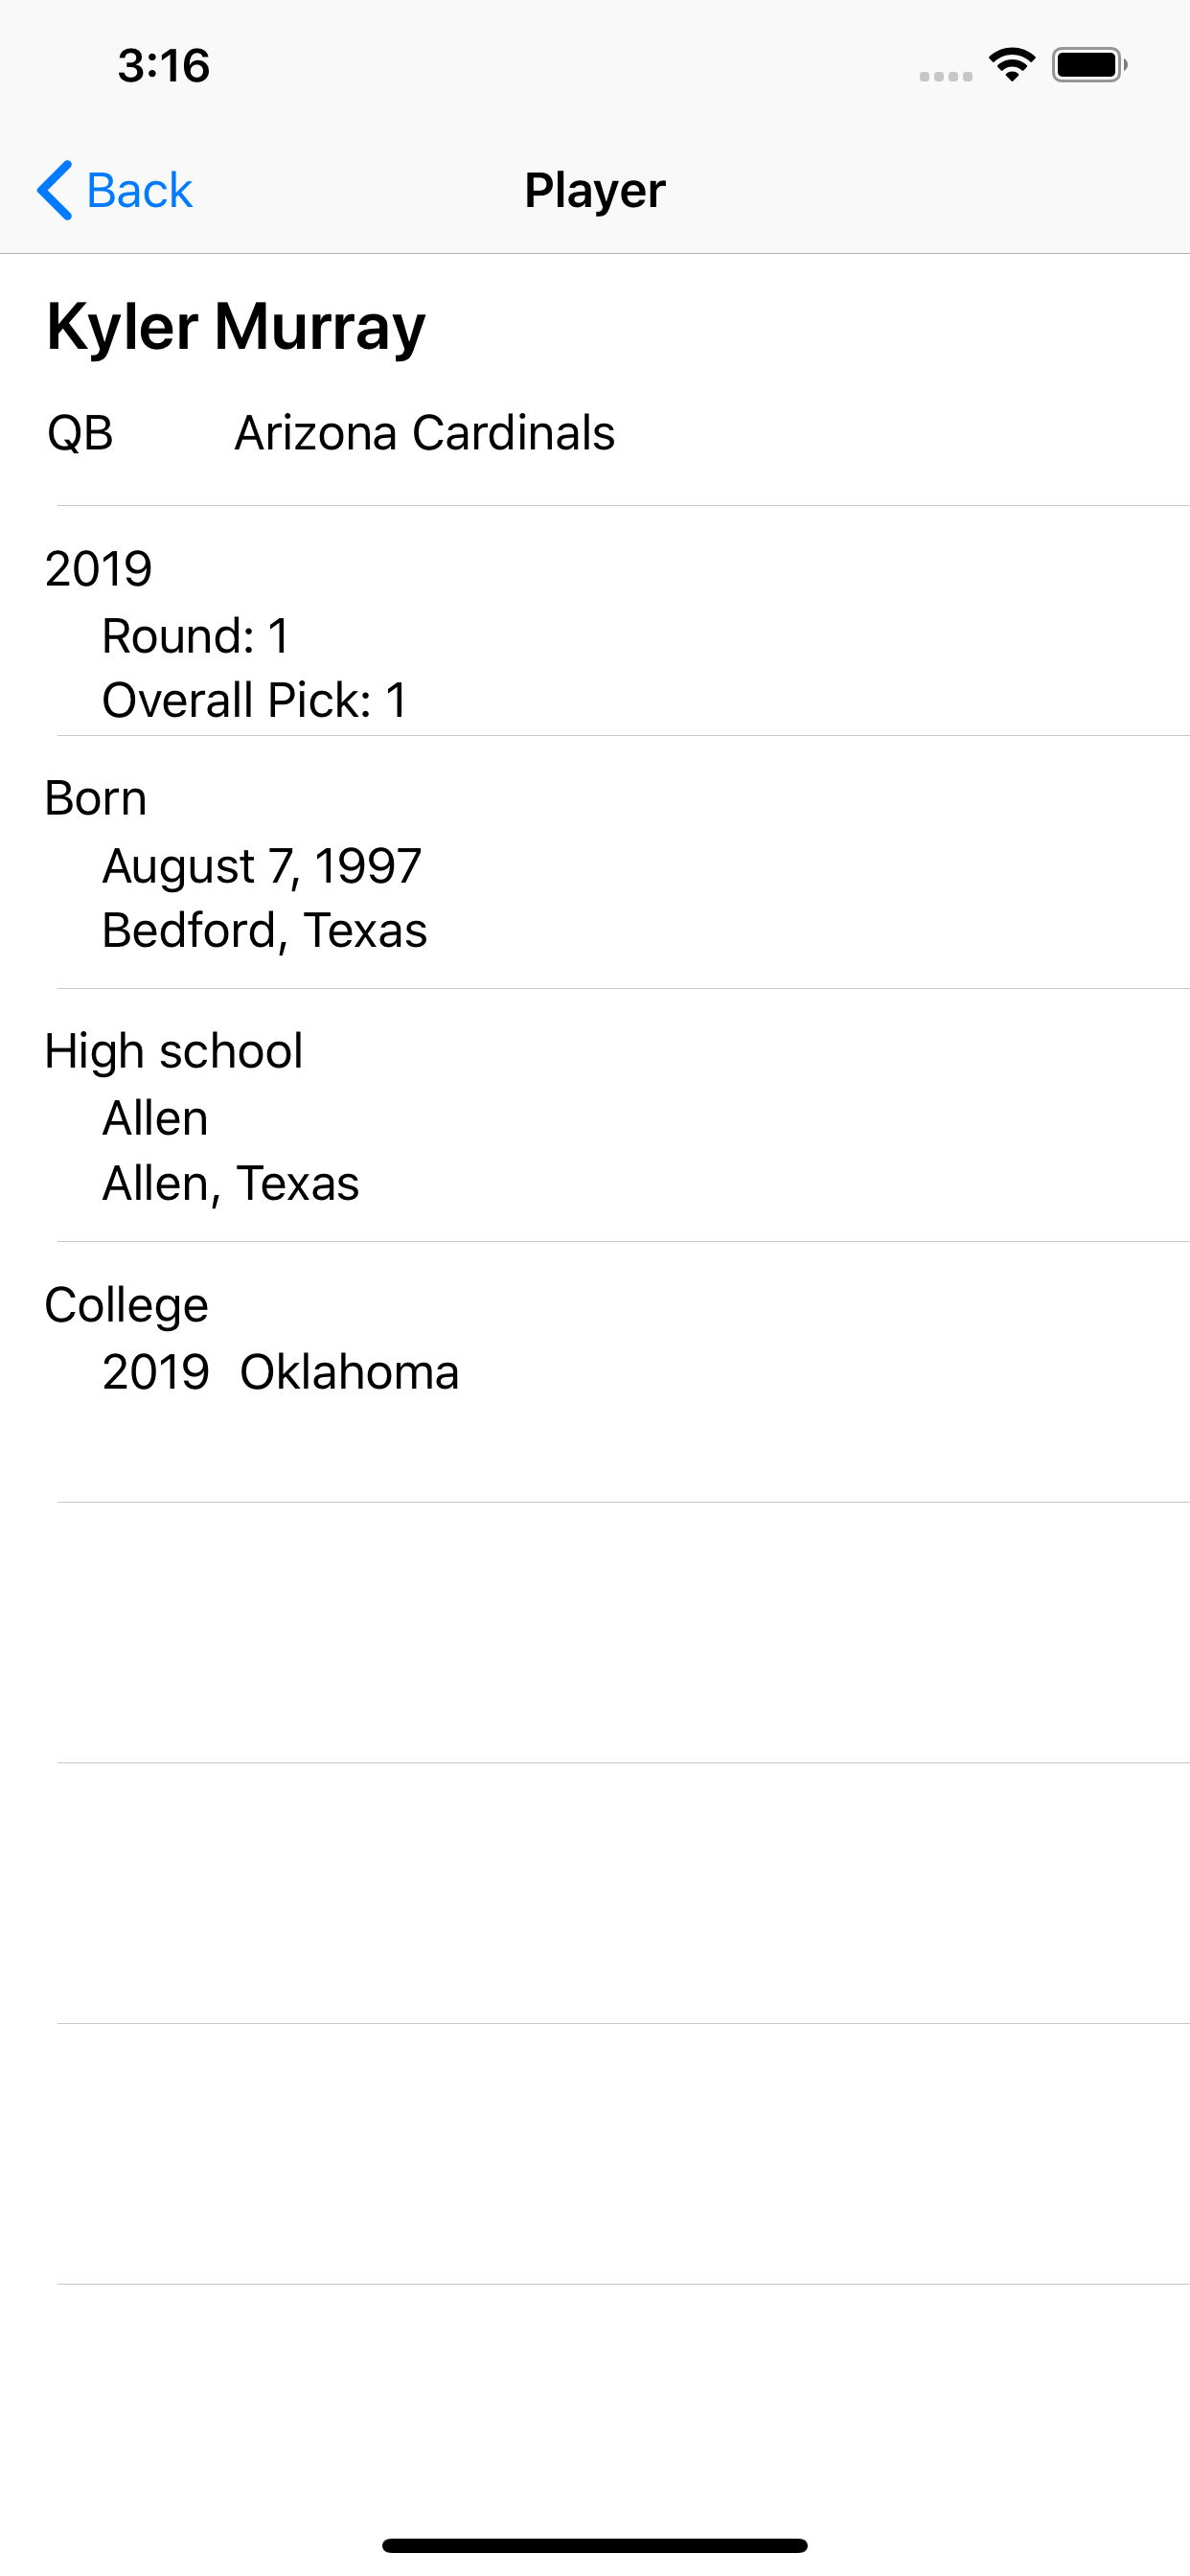 3:16
Back Player
Kyler Murray
QB Arizona Cardinals
2019
Round: 1
Overall Pick: 1
Born
August 7, 1997
Bedford, Texas
High school
Allen
Allen, Texas
College
2019 Oklahoma